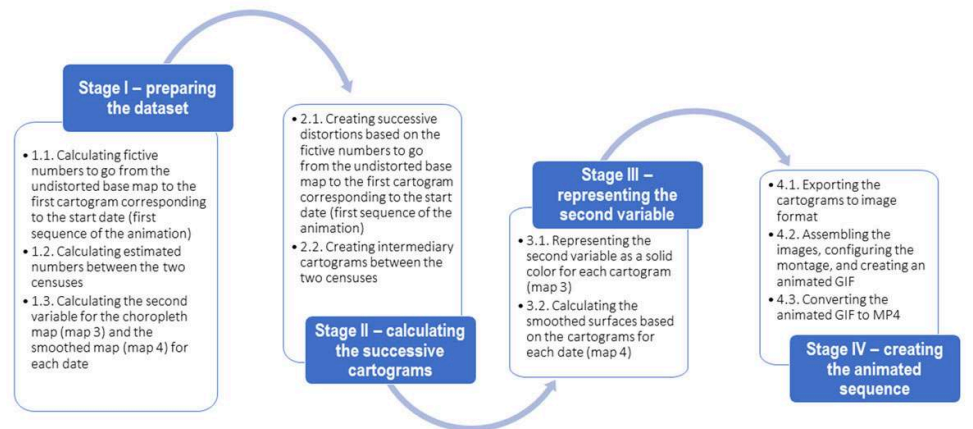 Stage I – preparing
the dataset
• 1.1. Calculating fictive
numbers to go from the
undistorted base map to the
first cartogram corresponding
to the start date (first
sequence of the animation)
• 1.2. Calculating estimated
numbers between the two
censuses
• 1.3. Calculating the second
variable for the choropleth
map (map 3) and the
smoothed map (map 4) for
each date
• 2.1. Creating successive
distortions based on the
fictive numbers to go
from the undistorted base
map to the first cartogram
corresponding to the start
date (first sequence of the
animation)
• 2.2. Creating intermediary
cartograms between the
two censuses
Stage II – calculating
the successive
cartograms
Stage III –
representing the
second variable
• 3.1. Representing the
second variable as a solid
color for each cartogram
(map 3)
• 3.2. Calculating the
smoothed surfaces based
on the cartograms for
each date (map 4)
• 4.1. Exporting the
cartograms to image
format
• 4.2. Assembling the
images, configuring the
montage, and creating an
animated GIF
• 4.3. Converting the
animated GIF to MP4
Stage IV – creating
the animated
sequence